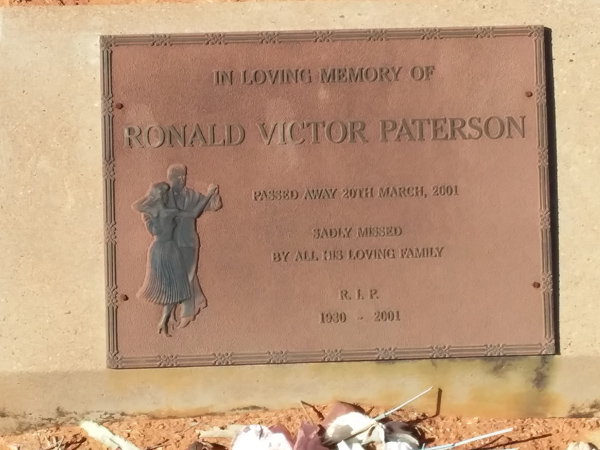 IN LOVING MEMORY OF
RONALD VICTOR PATERSON
PASSED AWAY 20TH MARCH, 2001
SADLY MISSED
BY ALL HIS LOVING FAMILY
R. I. P.
1930 - 2001